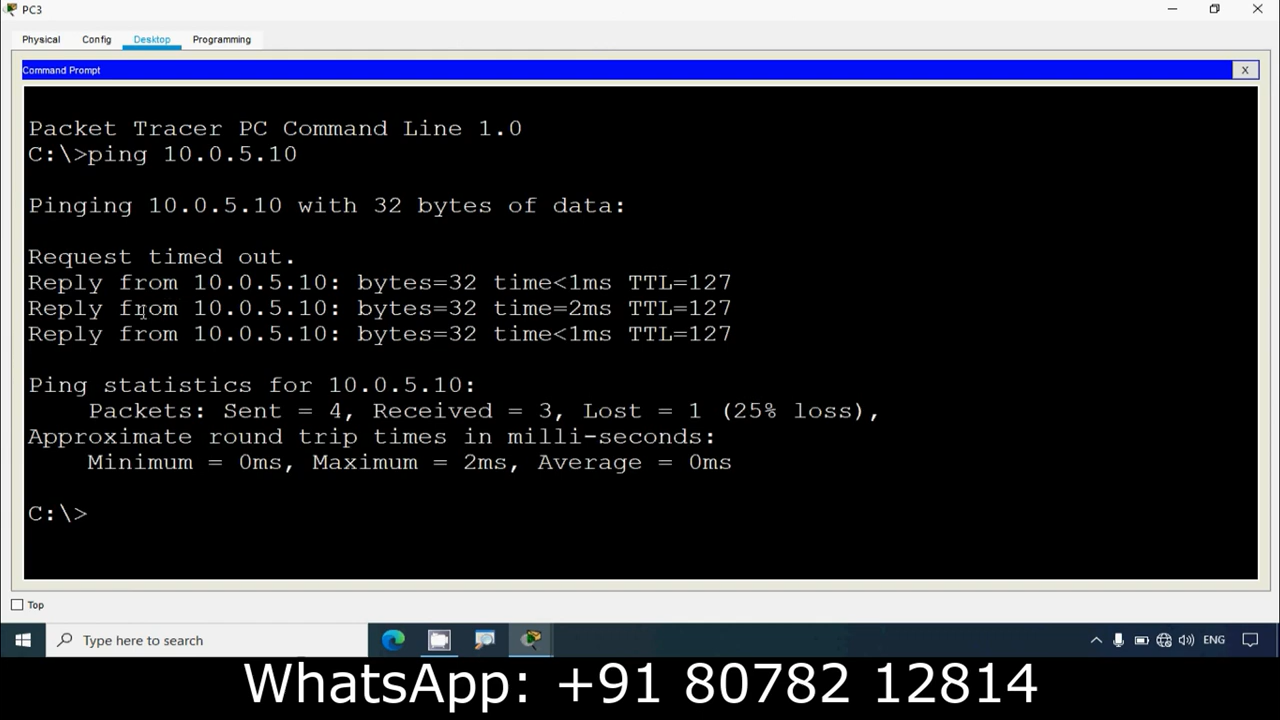 PC3
Physical Config Desktop Programming
Command Prompt
X
Packet Tracer PC Command Line 1.0
C:\>ping 10.0.5.10
Pinging 10.0.5.10 with 32 bytes of data:
Request timed out.
Reply from 10.0.5.10: bytes=32 time<1ms TTL=127
Reply from 10.0.5.10: bytes=32 time=2ms TTL=127
Reply from 10.0.5.10: bytes=32 time<1ms TTL=127
Ping statistics for 10.0.5.10:
Packets: Sent = 4, Received = 3, Lost = 1 (25% loss),
Approximate round trip times in milli-seconds:
Minimum = 0ms, Maximum = 2ms, Average = 0ms
C:\>
Top
Type here to search
ENG
WhatsApp: +91 80782 12814